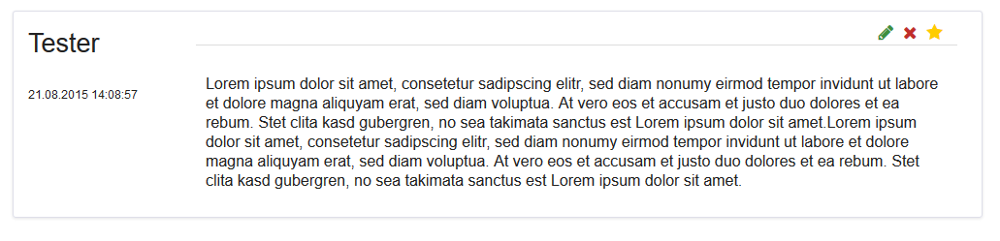 Tester
21.08.2015 14:08:57
Lorem ipsum dolor sit amet, consetetur sadipscing elitr, sed diam nonumy eirmod tempor invidunt ut labore
et dolore magna aliquyam erat, sed diam voluptua. At vero eos et accusam et justo duo dolores et ea
rebum. Stet clita kasd gubergren, no sea takimata sanctus est Lorem ipsum dolor sit amet.Lorem ipsum
dolor sit amet, consetetur sadipscing elitr, sed diam nonumy eirmod tempor invidunt ut labore et dolore
magna aliquyam erat, sed diam voluptua. At vero eos et accusam et justo duo dolores et ea rebum. Stet
clita kasd gubergren, no sea takimata sanctus est Lorem ipsum dolor sit amet.